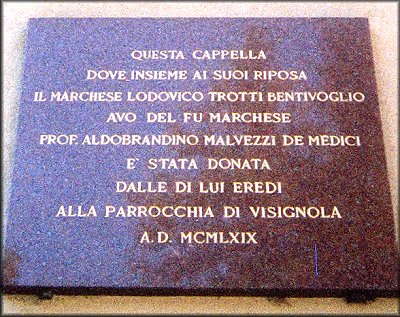 QUESTA CAPPELLA
DOVE INSIEME AI SUOI RIPOSA
IL MARCHESE LODOVICO TROTTI BENTIVOGLIO
AVO DEL FU MARCHESE
PROF. ALDOBRANDINO MALVEZZI DE MEDICI
E' STATA DONATA
DALLE DI LUI EREDI
ALLA PARROCCHIA DI VISIGNOLA
A.D. MCMLXIX